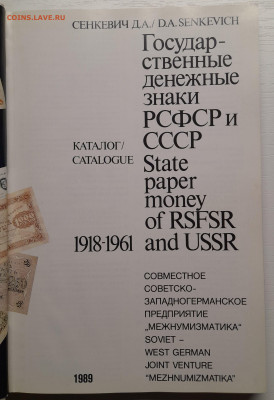 COINS.LAVE.RU
СЕНКЕВИЧ Д.А./ D.A. SENKEVICH
Государ-
ственные
денежные
знаки
РСФСР и
СССР
КАТАЛОГ/
CATALOGUE
State
paper
money
of RSFSR
1918-1961 and USSR
СОВМЕСТНОЕ
СОВЕТСКО-
ЗАПАДНОГЕРМАНСКОЕ
ПРЕДПРИЯТИЕ
„МЕЖНУМИЗМАТИКА“
SOVIET –
WEST GERMAN
JOINT VENTURE
"MEZHNUMIZMATIKA"
1989